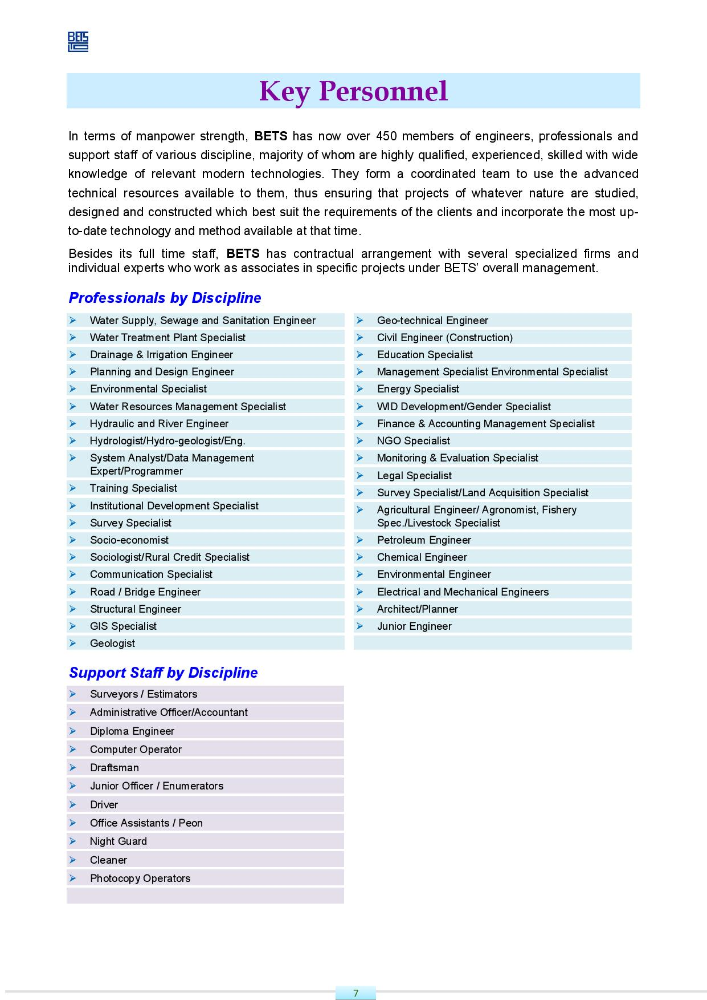 BETS
LTD
Key Personnel
In terms of manpower strength, BETS has now over 450 members of engineers, professionals and
support staff of various discipline, majority of whom are highly qualified, experienced, skilled with wide
knowledge of relevant modern technologies. They form a coordinated team to use the advanced
technical resources available to them, thus ensuring that projects of whatever nature are studied,
designed and constructed which best suit the requirements of the clients and incorporate the most up-
to-date technology and method available at that time.
Besides its full time staff, BETS has contractual arrangement with several specialized firms and
individual experts who work as associates in specific projects under BETS’ overall management.
Professionals by Discipline
Water Supply, Sewage and Sanitation Engineer
Water Treatment Plant Specialist
Drainage & Irrigation Engineer
Planning and Design Engineer
Environmental Specialist
Water Resources Management Specialist
Hydraulic and River Engineer
Hydrologist/Hydro-geologist/Eng.
System Analyst/Data Management
Expert/Programmer
Training Specialist
Institutional Development Specialist
Survey Specialist
Socio-economist
Sociologist/Rural Credit Specialist
Communication Specialist
Road / Bridge Engineer
Structural Engineer
GIS Specialist
Geologist
Geo-technical Engineer
Civil Engineer (Construction)
Education Specialist
Management Specialist Environmental Specialist
Energy Specialist
WID Development/Gender Specialist
Finance & Accounting Management Specialist
NGO Specialist
Monitoring & Evaluation Specialist
Legal Specialist
Survey Specialist/Land Acquisition Specialist
Agricultural Engineer/ Agronomist, Fishery
Spec./Livestock Specialist
Petroleum Engineer
Chemical Engineer
Environmental Engineer
Electrical and Mechanical Engineers
Architect/Planner
Junior Engineer
Support Staff by Discipline
Surveyors / Estimators
Administrative Officer/Accountant
Diploma Engineer
Computer Operator
Draftsman
Junior Officer / Enumerators
Driver
Office Assistants / Peon
Night Guard
Cleaner
Photocopy Operators
7